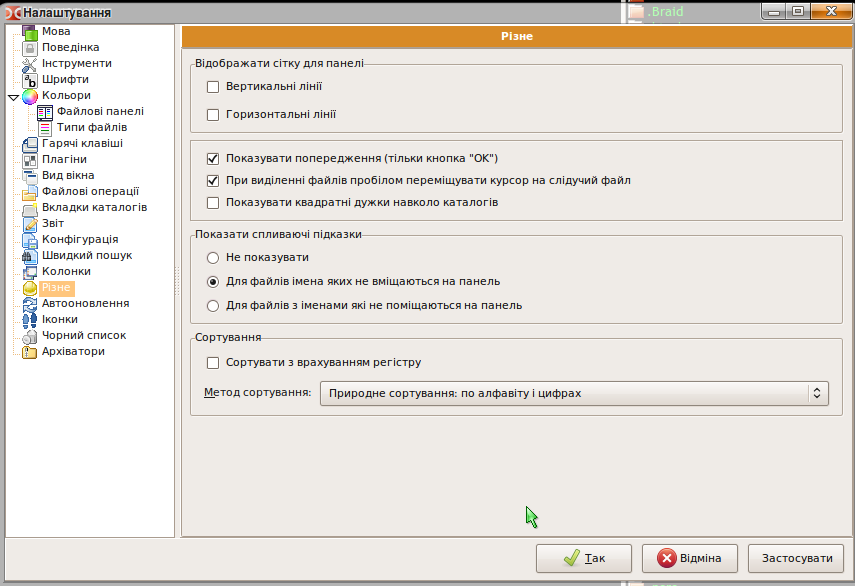 Налаштування
.Braid
Мова
Поведінка
Інструменти
Шрифти
Кольори
Файлові панелі
Типи файлів
Гарячі клавіші
Плагіни
Вид вікна
Файлові операції
Вкладки каталогів
Звіт
Конфігурація
Швидкий пошук
Колонки
Різне
Автооновлення
Іконки
Чорний список
Архіватори
Різне
Відображати сітку для панелі
Вертикальні лінії
Горизонтальні лінії
Показувати попередження (тільки кнопка "OK")
При виділенні файлів пробілом переміщувати курсор на слідучий файл
Показувати квадратні дужки навколо каталогів
Показати спливаючі підказки
Не показувати
Для файлів імена яких не вміщаються на панель
Для файлів з іменами які не поміщаються на панель
Сортування
Сортувати з врахуванням регістру
Метод сортування:
Природне сортування: по алфавіту і цифрах
Так
Відміна
Застосувати